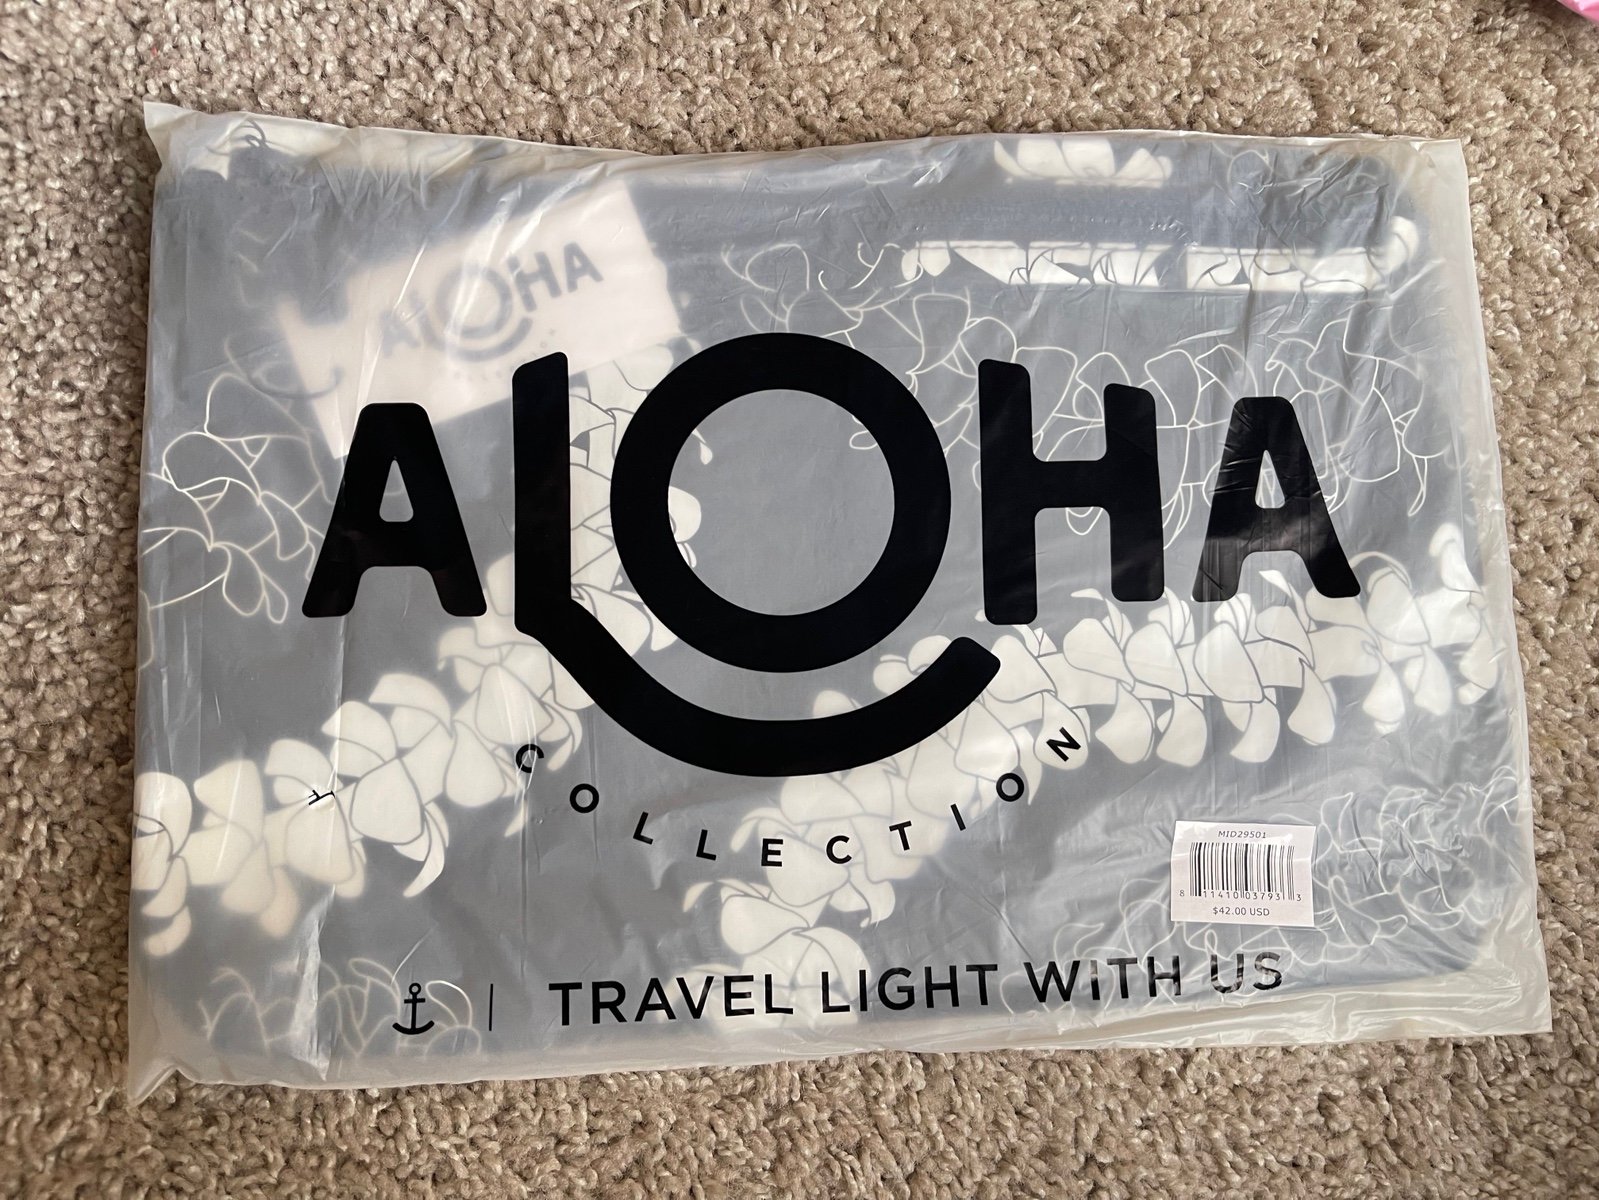 ALOHA
ALOHA
COLLECTION
MID29501
8 11410 03793 3
$42.00 USD
TRAVEL LIGHT WITH US